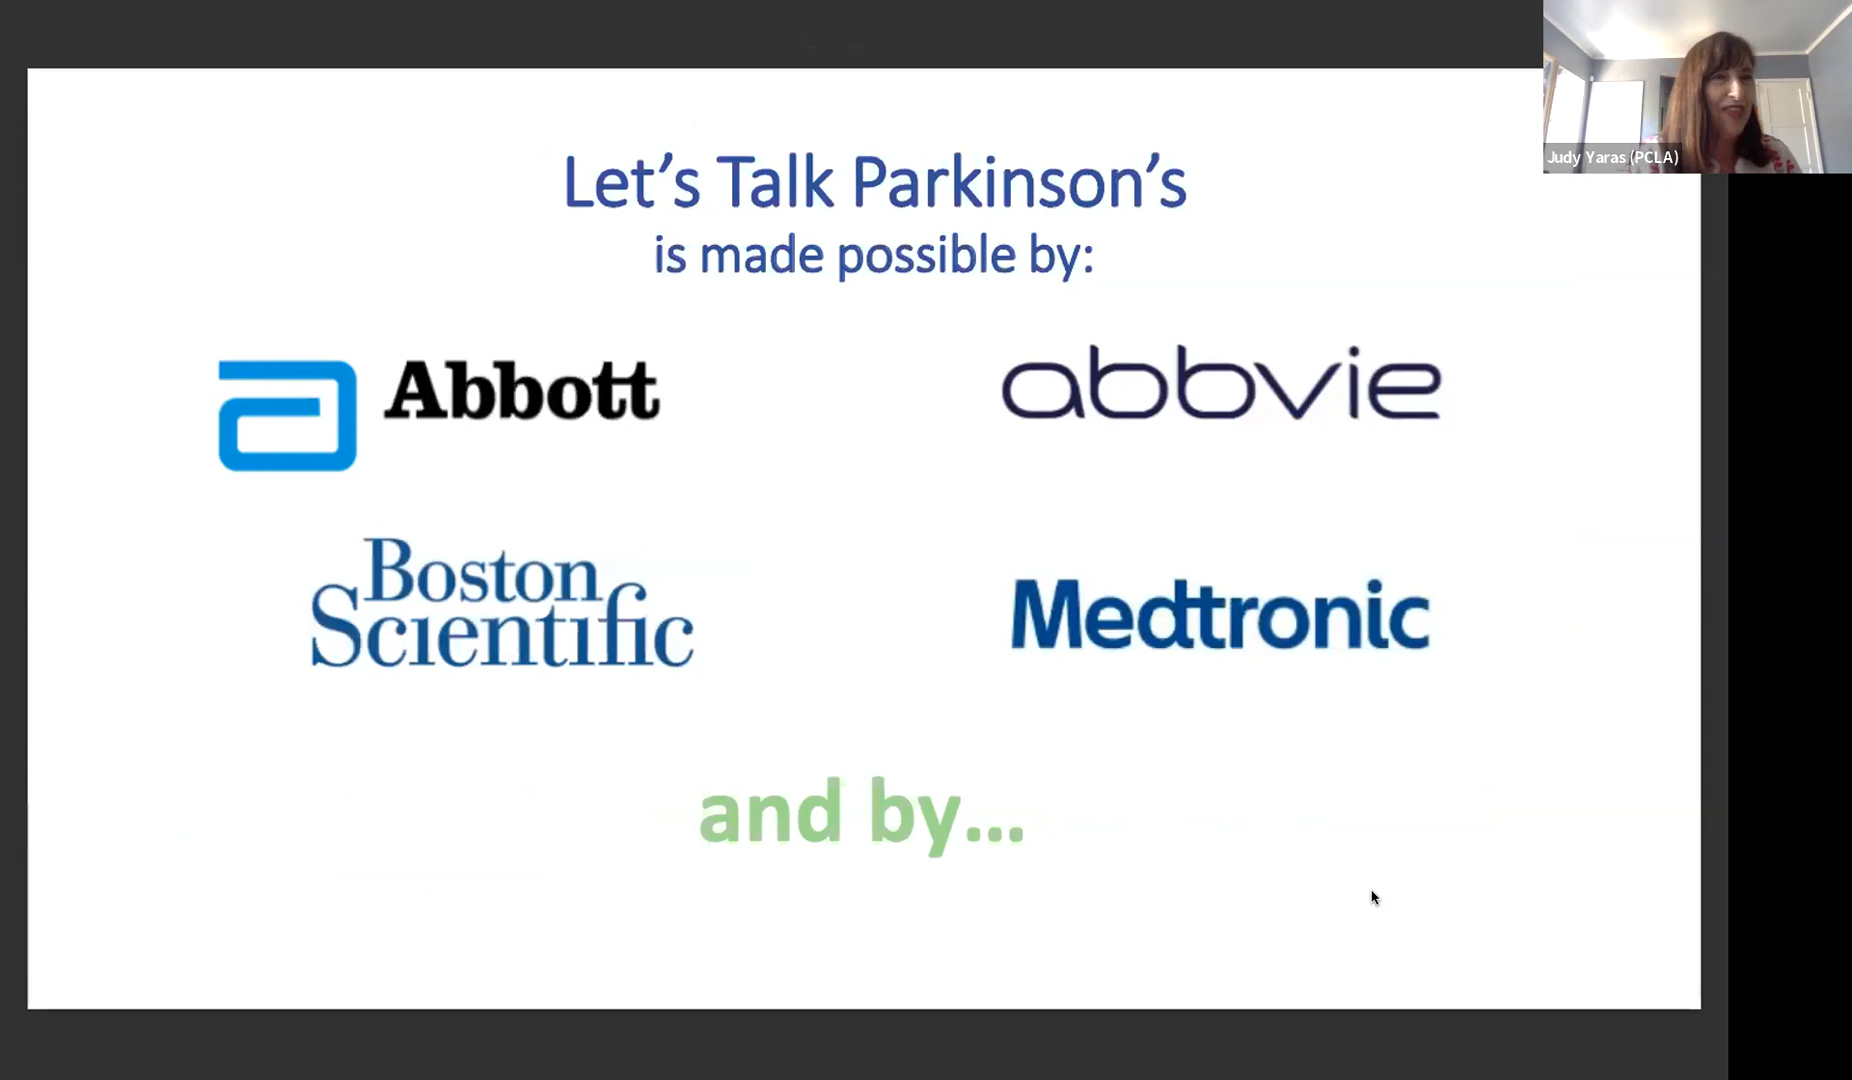 Let’s Talk Parkinson’s
is made possible by:
Abbott
abbvie
Boston
Scientific
Medtronic
and by...
Judy Yaras (PCLA)